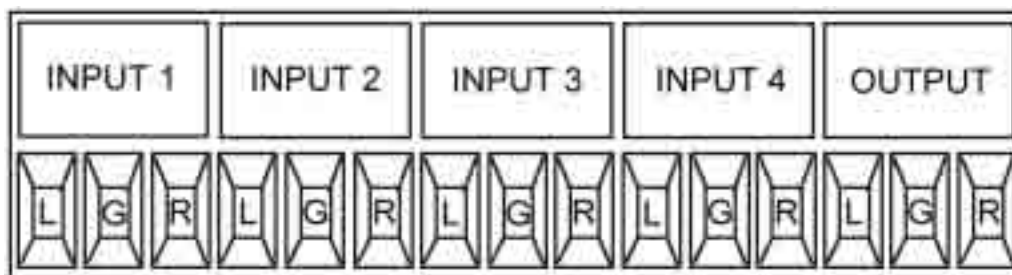 INPUT 1 INPUT 2 INPUT 3 INPUT 4 OUTPUT
L G R L G R L G R L G R L G R